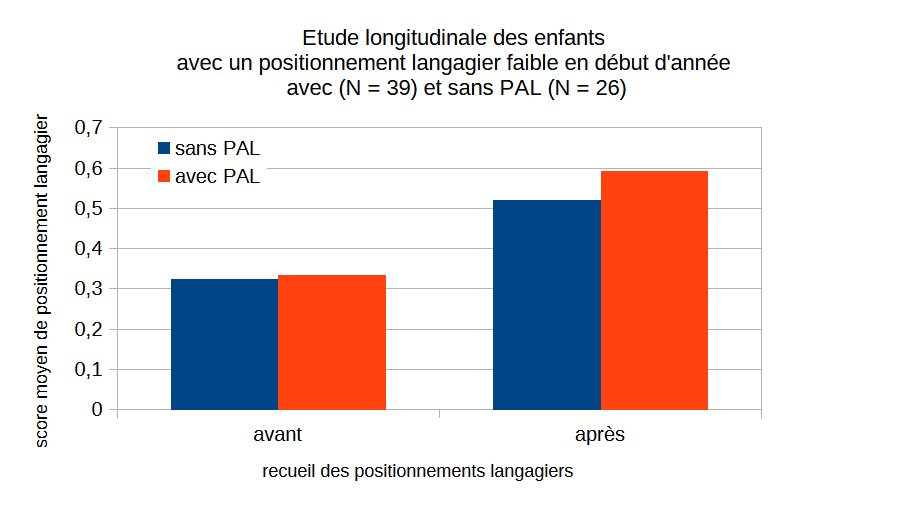 Etude longitudinale des enfants
avec un positionnement langagier faible en début d'année
avec (N = 39) et sans PAL (N = 26)
score moyen de positionnement langagier
0,7
0,6
0,5
0,4
0,3
0,2
0,1
0
sans PAL
avec PAL
avant
après
recueil des positionnements langagiers